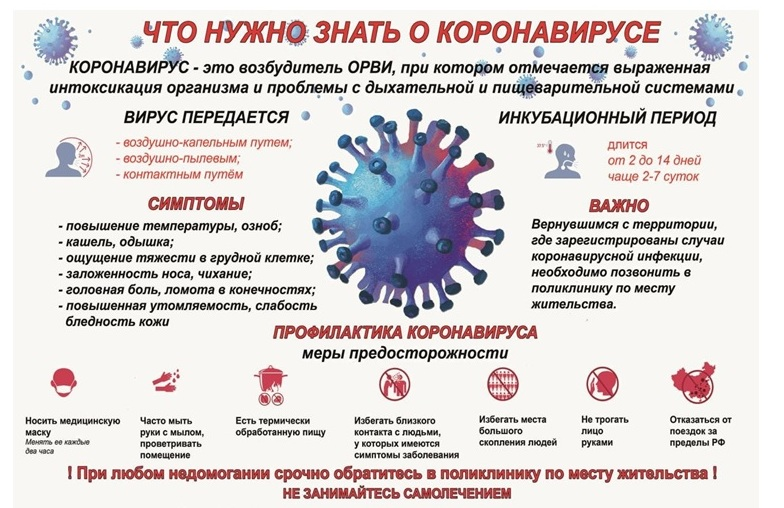 ЧТО НУЖНО ЗНАТЬ О КОРОНАВИРУСЕ
КОРОНАВИРУС - это возбудитель ОРВИ, при котором отмечается выраженная
интоксикация организма и проблемы с дыхательной и пищеварительной системами
ВИРУС ПЕРЕДАЕТСЯ
- воздушно-капельным путем;
- воздушно-пылевым;
- контактным путём
ИНКУБАЦИОННЫЙ ПЕРИОД
длится
от 2 до 14 дней
чаще 2-7 суток
СИМПТОМЫ
- повышение температуры, озноб;
- кашель, одышка;
- ощущение тяжести в грудной клетке;
- заложенность носа, чихание;
- головная боль, ломота в конечностях;
- повышенная утомляемость, слабость
бледность кожи
ВАЖНО
Вернувшимся с территории,
где зарегистрированы случаи
коронавирусной инфекции,
необходимо позвонить в
поликлинику по месту
жительства.
ПРОФИЛАКТИКА КОРОНАВИРУСА
меры предосторожности
Носить медицинскую
маску
Менять ее каждые
два часа
Часто мыть
руки с мылом,
проветривать
помещение
Есть термически
обработанную пищу
Избегать близкого
контакта с людьми,
у которых имеются
симптомы заболевания
Избегать места
большого
скопления людей
Не трогать
лицо
руками
Отказаться от
поездок за
пределы РФ
! При любом недомогании срочно обратитесь в поликлинику по месту жительства !
НЕ ЗАНИМАЙТЕСЬ САМОЛЕЧЕНИЕМ